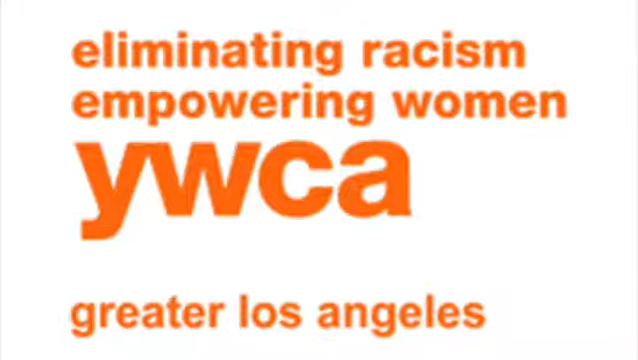 eliminating racism
empowering women
ywca
greater los angeles